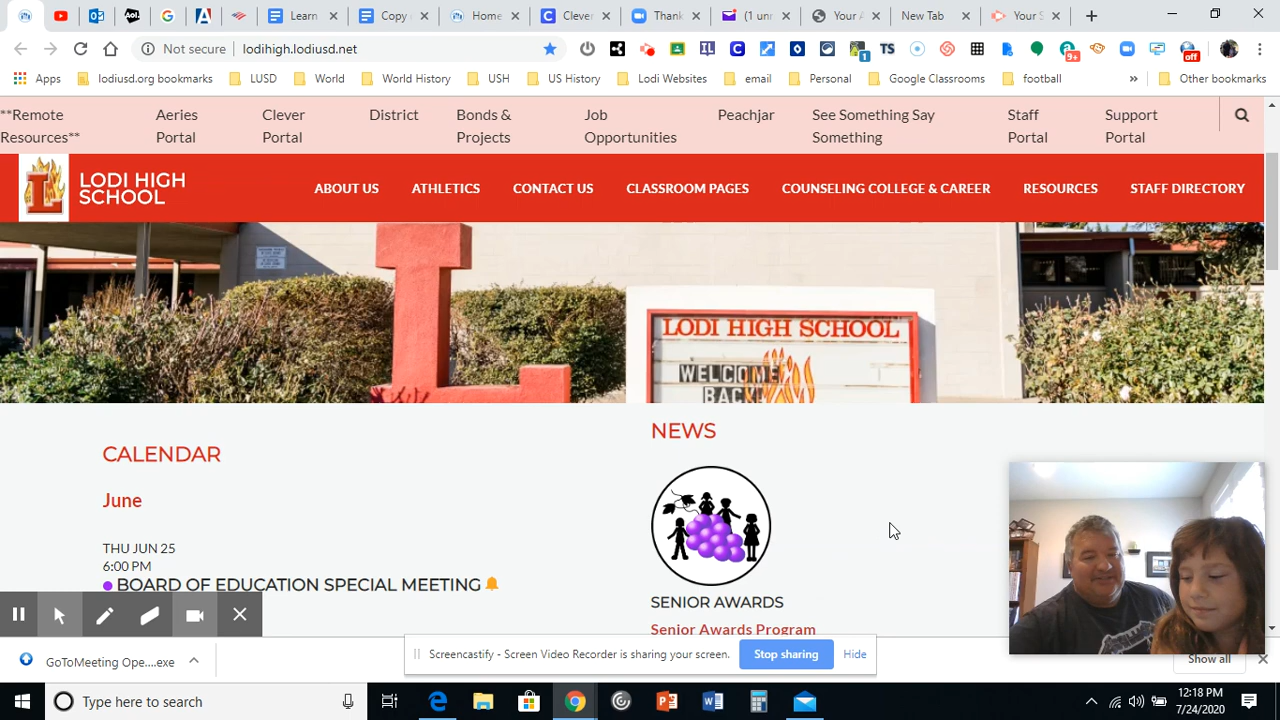 Learn
Copy
Home
Clever
Thank
(1 un
Your A
New Tab
Your S
Not secure
lodihigh.lodiusd.net
Apps
lodiusd.org bookmarks
LUSD
World
World History
USH
US History
Lodi Websites
email
Personal
Google Classrooms
football
Other bookmarks
**Remote Resources**
Aeries Portal
Clever Portal
District
Bonds & Projects
Job Opportunities
Peachjar
See Something Say Something
Staff Portal
Support Portal
LODI HIGH SCHOOL
ABOUT US
ATHLETICS
CONTACT US
CLASSROOM PAGES
COUNSELING COLLEGE & CAREER
RESOURCES
STAFF DIRECTORY
LODI HIGH SCHOOL
WELCOME
BACK
CALENDAR
June
THU JUN 25
6:00 PM
BOARD OF EDUCATION SPECIAL MEETING
NEWS
SENIOR AWARDS
Senior Awards Program
GoToMeeting Ope....exe
Screencastify - Screen Video Recorder is sharing your screen.
Stop sharing
Hide
Show all
Type here to search
12:18 PM
7/24/2020